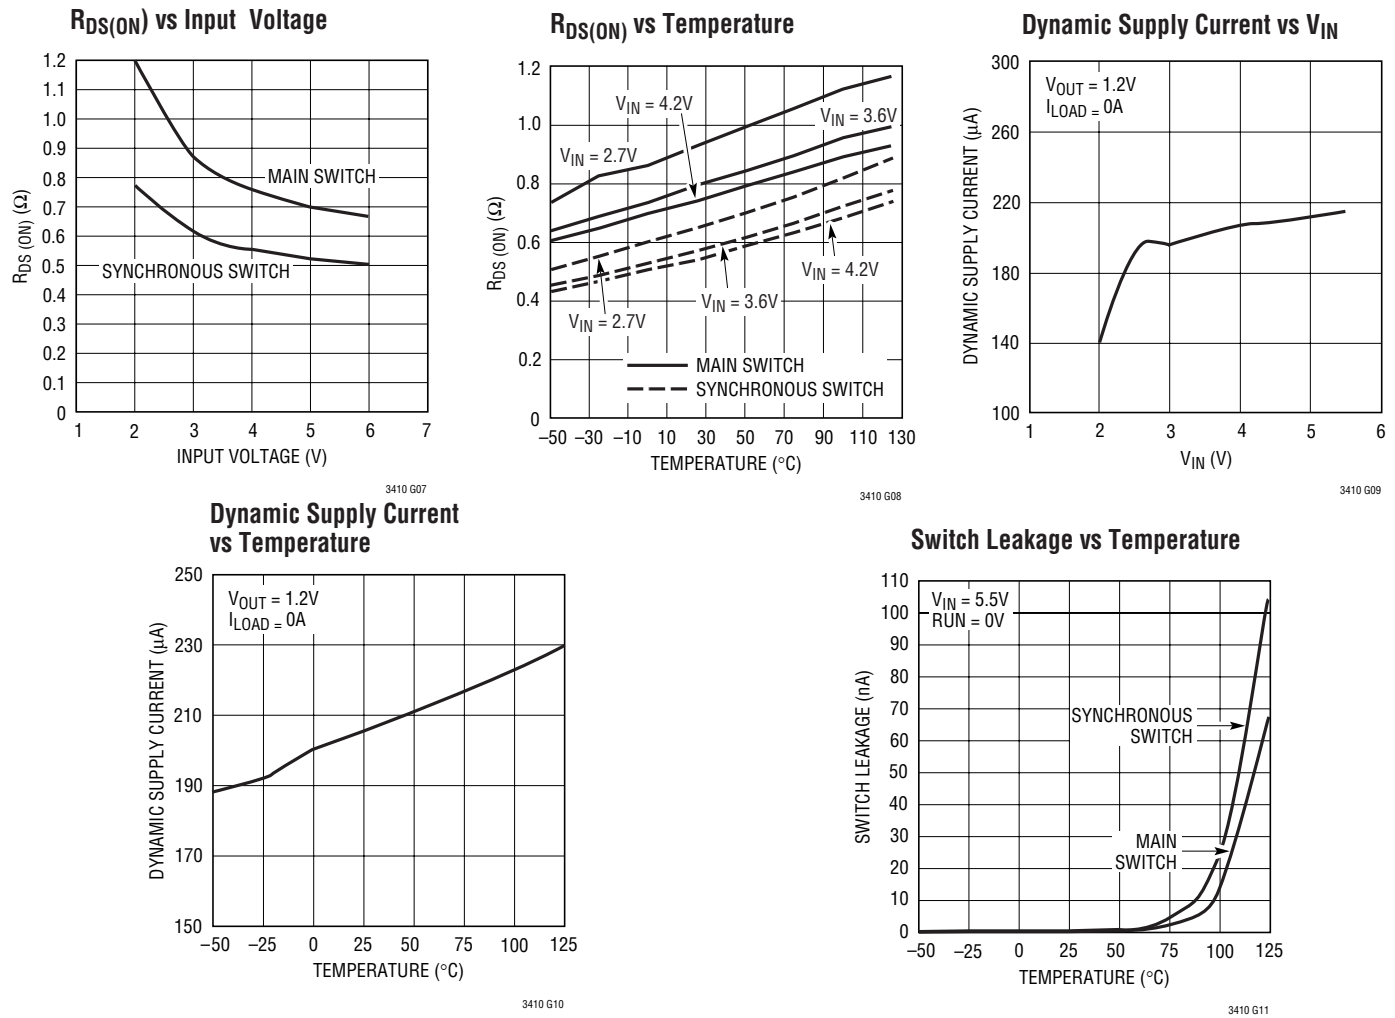 RDS(ON) vs Input Voltage
1.2
1.1
1.0
0.9
0.8
0.7
0.6
0.5
0.4
0.3
0.2
0.1
0
RDS (ON) (Ω)
MAIN SWITCH
SYNCHRONOUS SWITCH
1 2 3 4 5 6 7
INPUT VOLTAGE (V)
3410 G07
RDS(ON) vs Temperature
1.2
1.0
0.8
0.6
0.4
0.2
0
RDS (ON) (Ω)
VIN = 4.2V
VIN = 3.6V
VIN = 2.7V
VIN = 4.2V
VIN = 3.6V
VIN = 2.7V
MAIN SWITCH
SYNCHRONOUS SWITCH
–50 –30 –10 10 30 50 70 90 110 130
TEMPERATURE (°C)
3410 G08
Dynamic Supply Current vs VIN
300
260
220
180
140
100
DYNAMIC SUPPLY CURRENT (µA)
VOUT = 1.2V
ILOAD = 0A
1 2 3 4 5 6
VIN (V)
3410 G09
Dynamic Supply Current
vs Temperature
250
230
210
190
170
150
DYNAMIC SUPPLY CURRENT (µA)
VOUT = 1.2V
ILOAD = 0A
–50 –25 0 25 50 75 100 125
TEMPERATURE (°C)
3410 G10
Switch Leakage vs Temperature
110
100
90
80
70
60
50
40
30
20
10
0
SWITCH LEAKAGE (nA)
VIN = 5.5V
RUN = 0V
SYNCHRONOUS
SWITCH
MAIN
SWITCH
–50 –25 0 25 50 75 100 125
TEMPERATURE (°C)
3410 G11